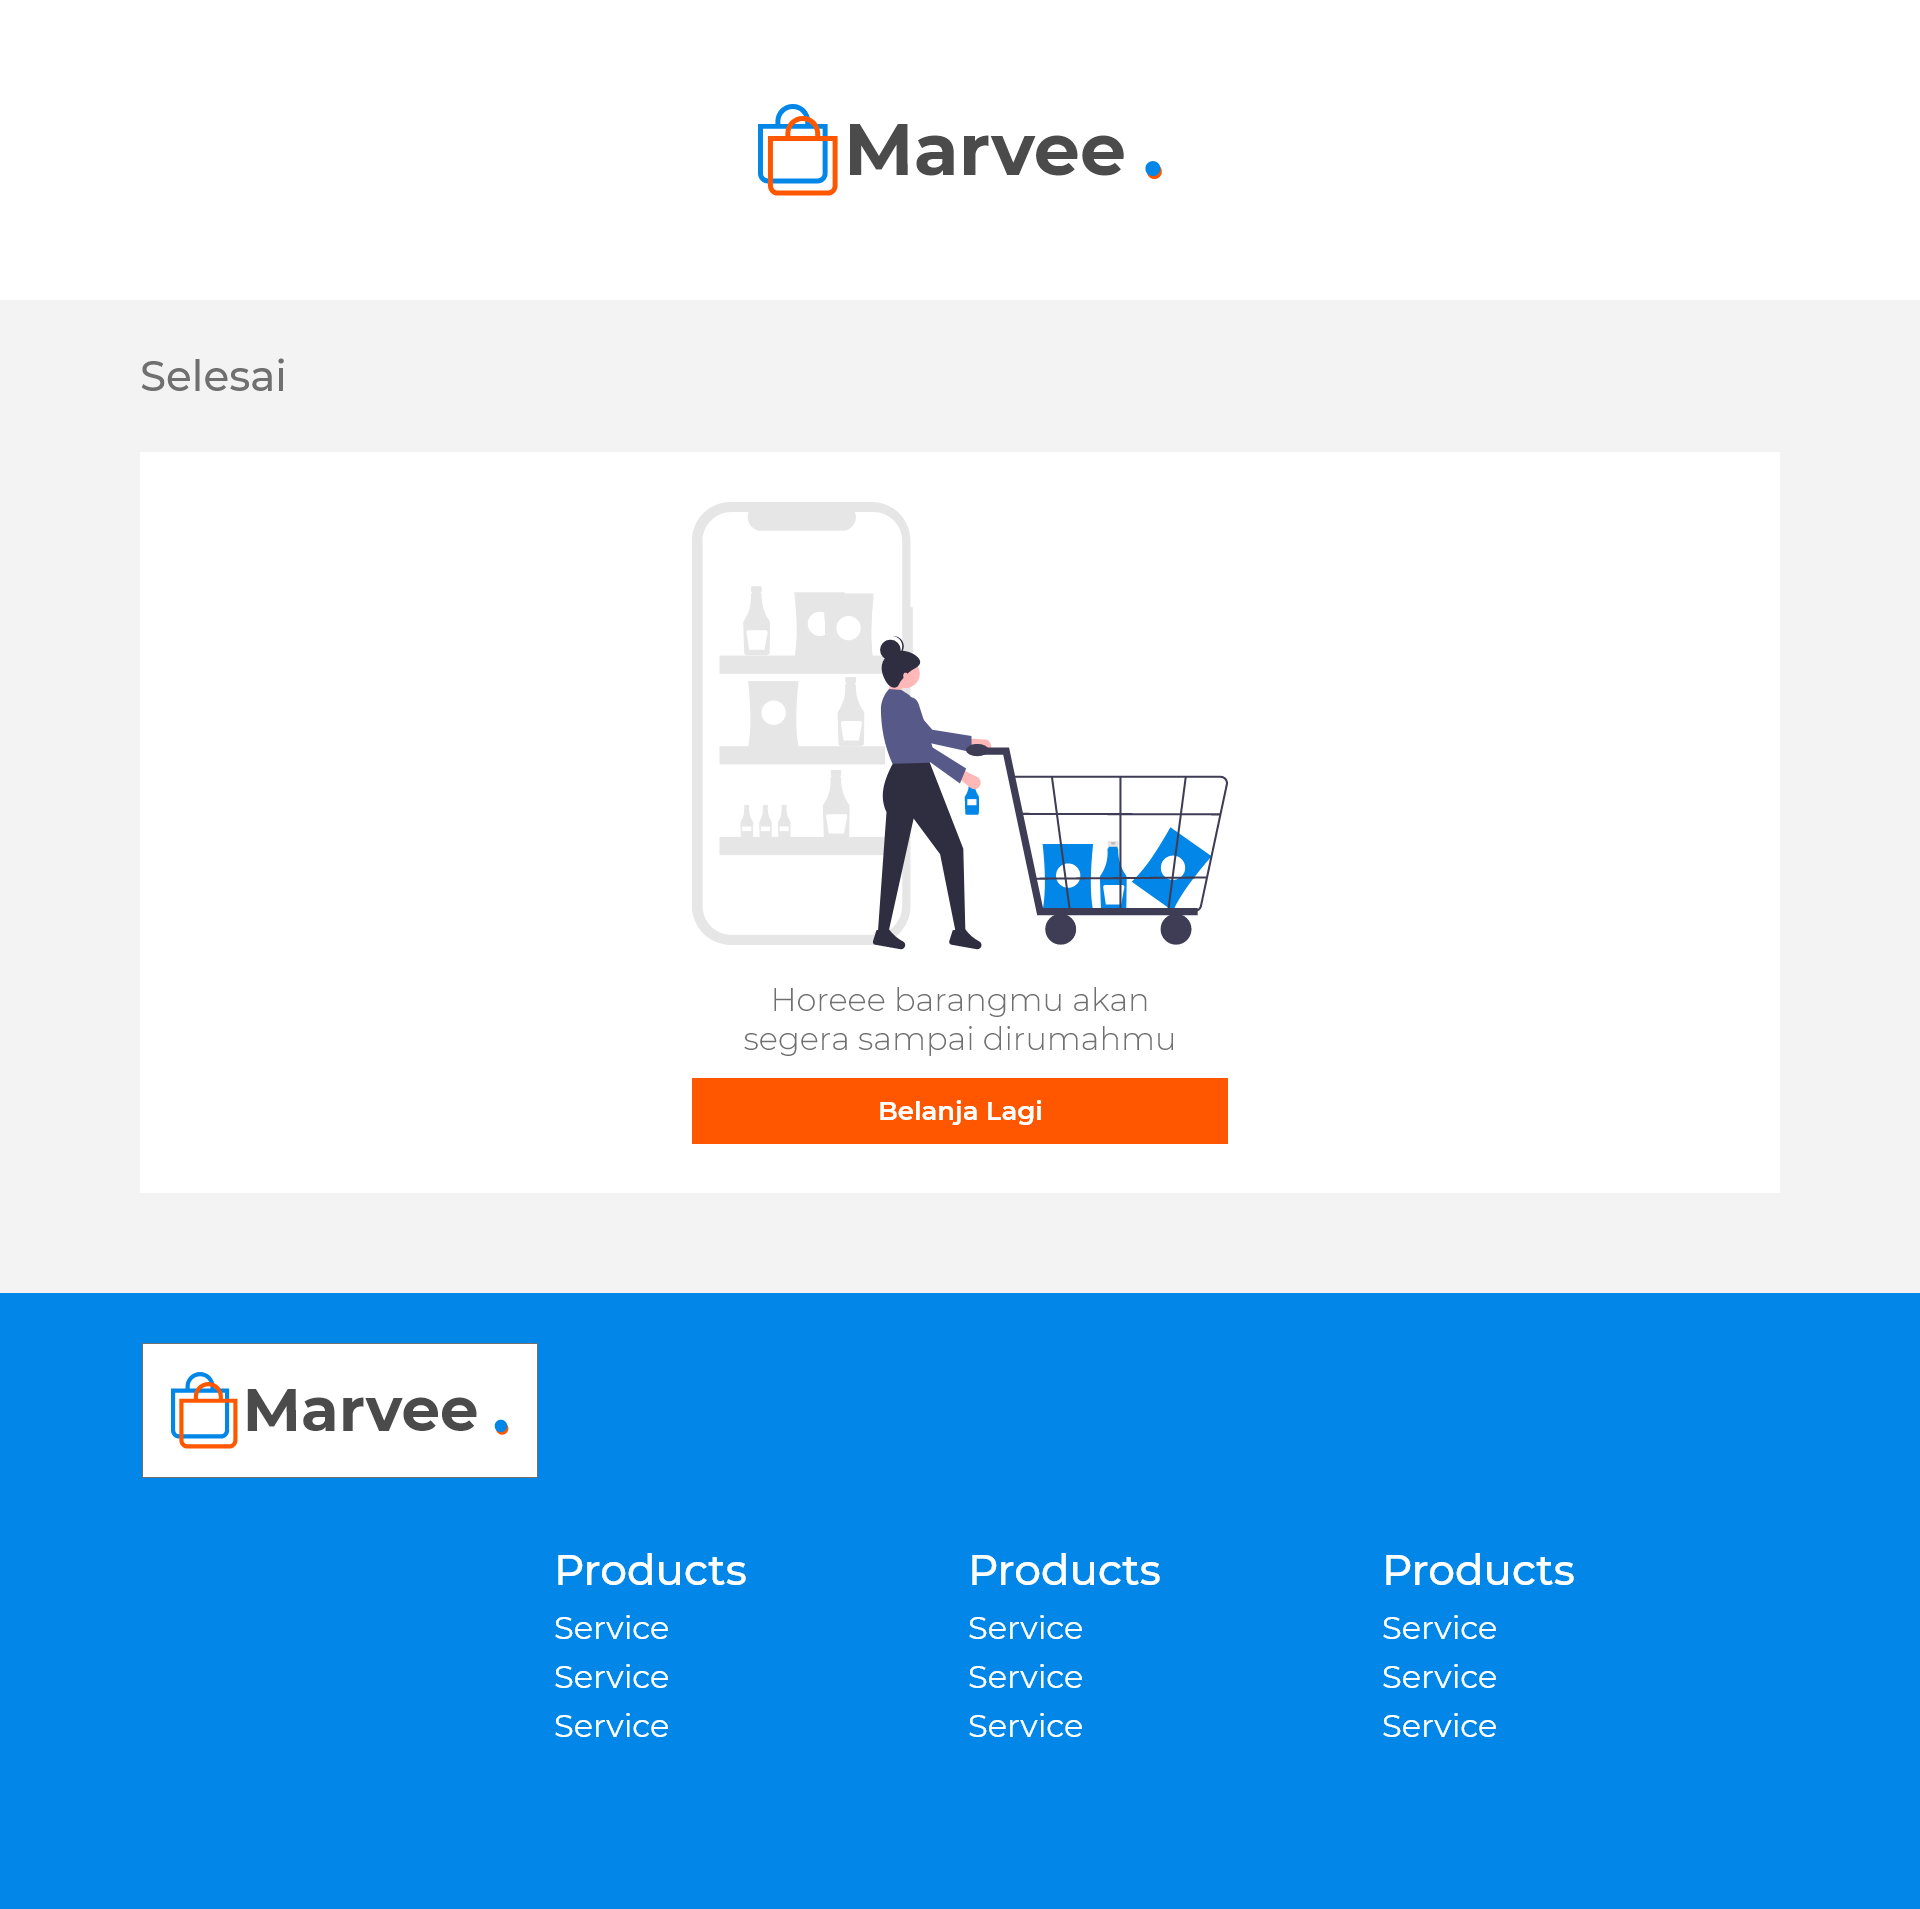 Marvee .
Selesai
Horeee barangmu akan
segera sampai dirumahmu
Belanja Lagi
Marvee .
Products
Service
Service
Service
Products
Service
Service
Service
Products
Service
Service
Service